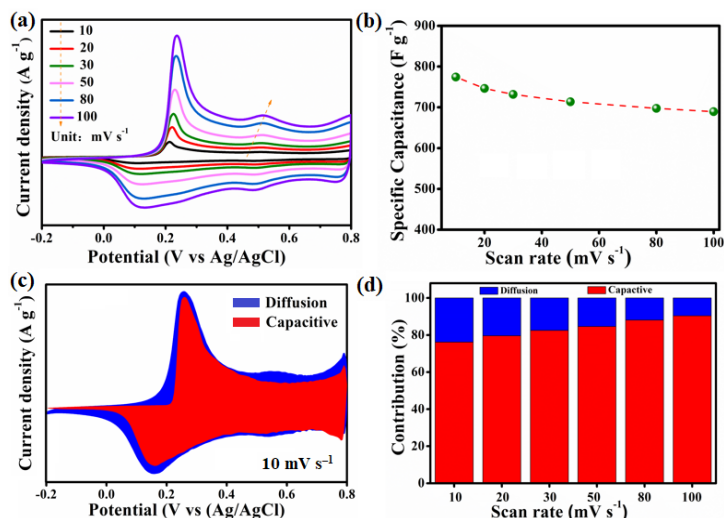 (a)
Current density (A g⁻¹)
10
20
30
50
80
100
Unit: mV s⁻¹
-0.2 0.0 0.2 0.4 0.6 0.8
Potential (V vs Ag/AgCl)
(b)
Specific Capacitance (F g⁻¹)
900
800
700
600
500
400
20 40 60 80 100
Scan rate (mV s⁻¹)
(c)
Current density (A g⁻¹)
Diffusion
Capacitive
10 mV s⁻¹
-0.2 0.0 0.2 0.4 0.6 0.8
Potential (V vs (Ag/AgCl)
(d)
Contribution (%)
Diffusion Capactive
100
80
60
40
20
0
10 20 30 50 80 100
Scan rate (mV s⁻¹)